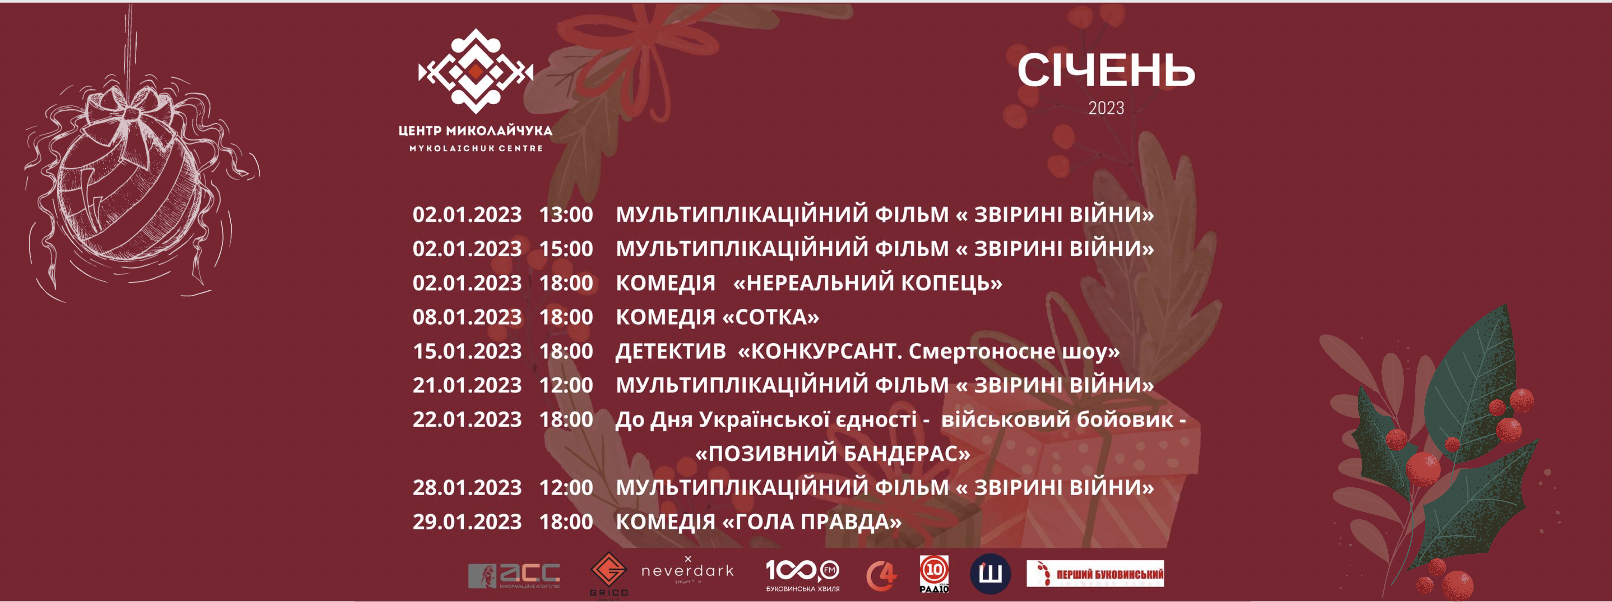 ЦЕНТР МИКОЛАЙЧУКА
MYKOLAICHUK CENTRE
СІЧЕНЬ
2023
02.01.2023 13:00 МУЛЬТИПЛІКАЦІЙНИЙ ФІЛЬМ « ЗВІРИНІ ВІЙНИ»
02.01.2023 15:00 МУЛЬТИПЛІКАЦІЙНИЙ ФІЛЬМ « ЗВІРИНІ ВІЙНИ»
02.01.2023 18:00 КОМЕДІЯ «НЕРЕАЛЬНИЙ КОПЕЦЬ»
08.01.2023 18:00 КОМЕДІЯ «СОТКА»
15.01.2023 18:00 ДЕТЕКТИВ «КОНКУРСАНТ. Смертоносне шоу»
21.01.2023 12:00 МУЛЬТИПЛІКАЦІЙНИЙ ФІЛЬМ « ЗВІРИНІ ВІЙНИ»
22.01.2023 18:00 До Дня Української єдності - військовий бойовик -
«ПОЗИВНИЙ БАНДЕРАС»
28.01.2023 12:00 МУЛЬТИПЛІКАЦІЙНИЙ ФІЛЬМ « ЗВІРИНІ ВІЙНИ»
29.01.2023 18:00 КОМЕДІЯ «ГОЛА ПРАВДА»
АСС
ІНФОРМАЦІЙНЕ АГЕНТСТВО
GRICO
neverdark
100 FM
БУКОВИНСЬКА ХВИЛЯ
C4
10
РАДІО
Ш
ПЕРШИЙ БУКОВИНСЬКИЙ